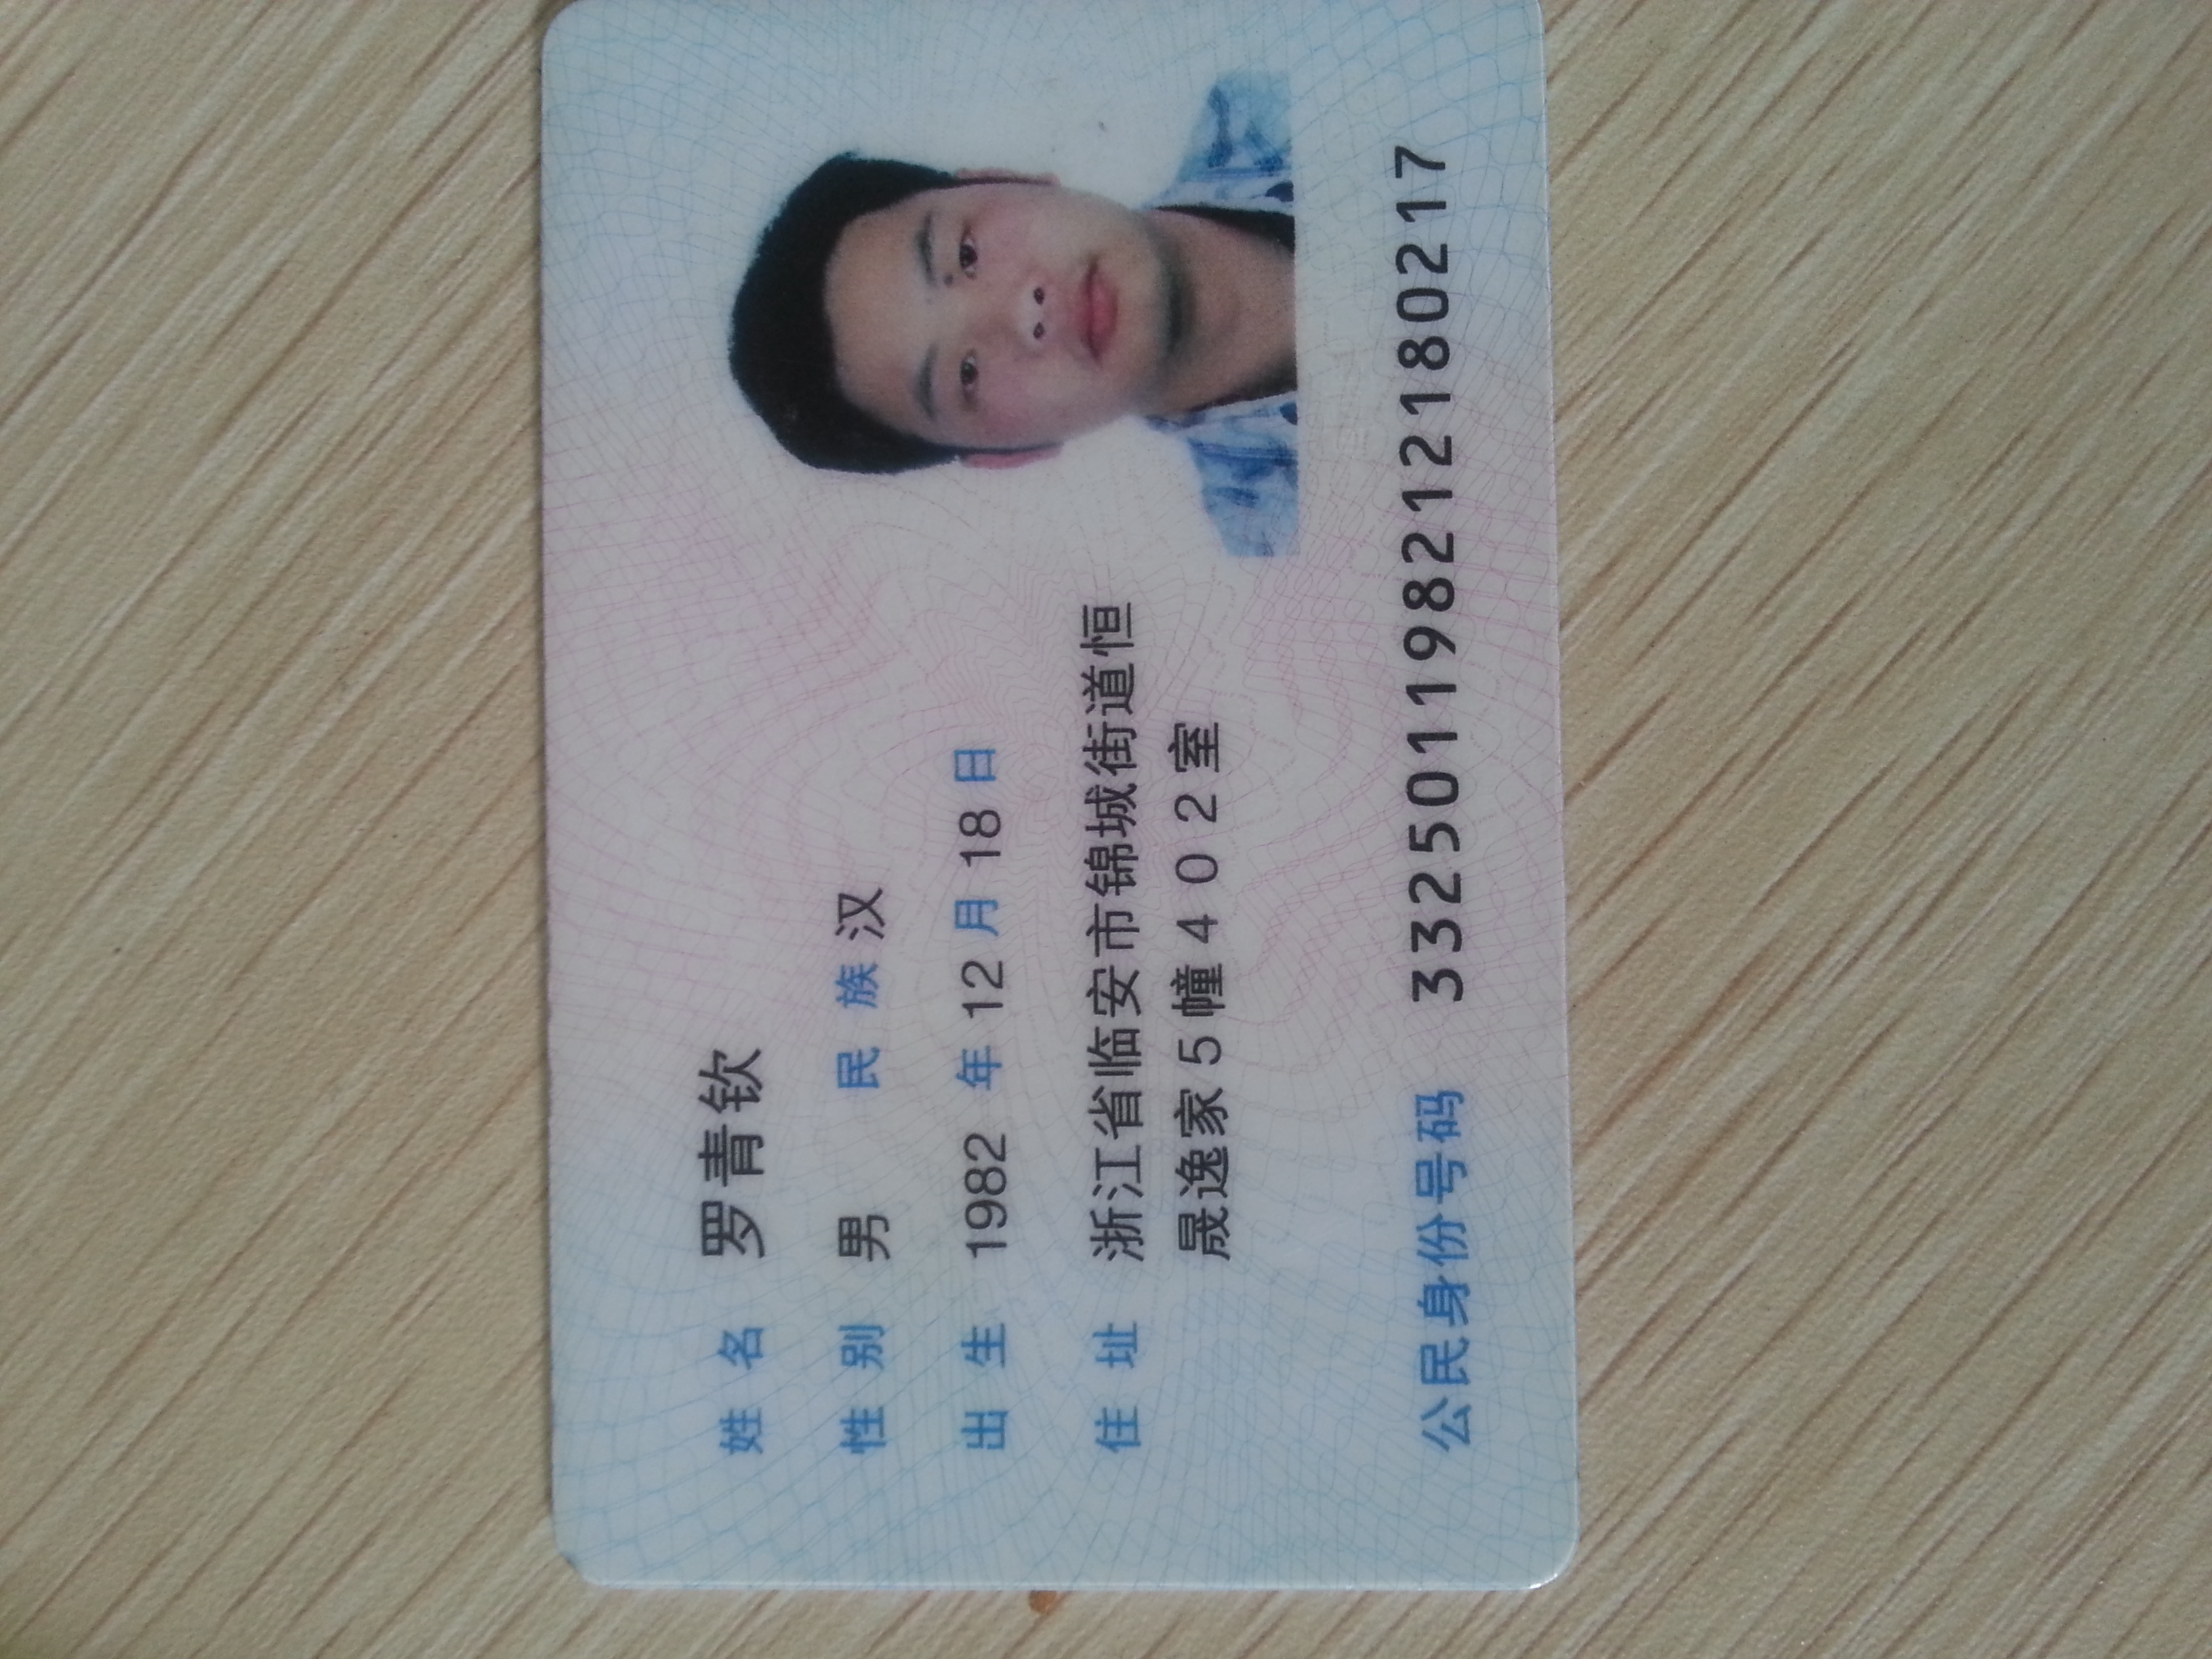 姓名 罗青钦
性别 男 民族 汉
出生 1982 年 12 月 18 日
住址 浙江省临安市锦城街道恒
晟逸家5幢402室
公民身份号码 332501198212180217